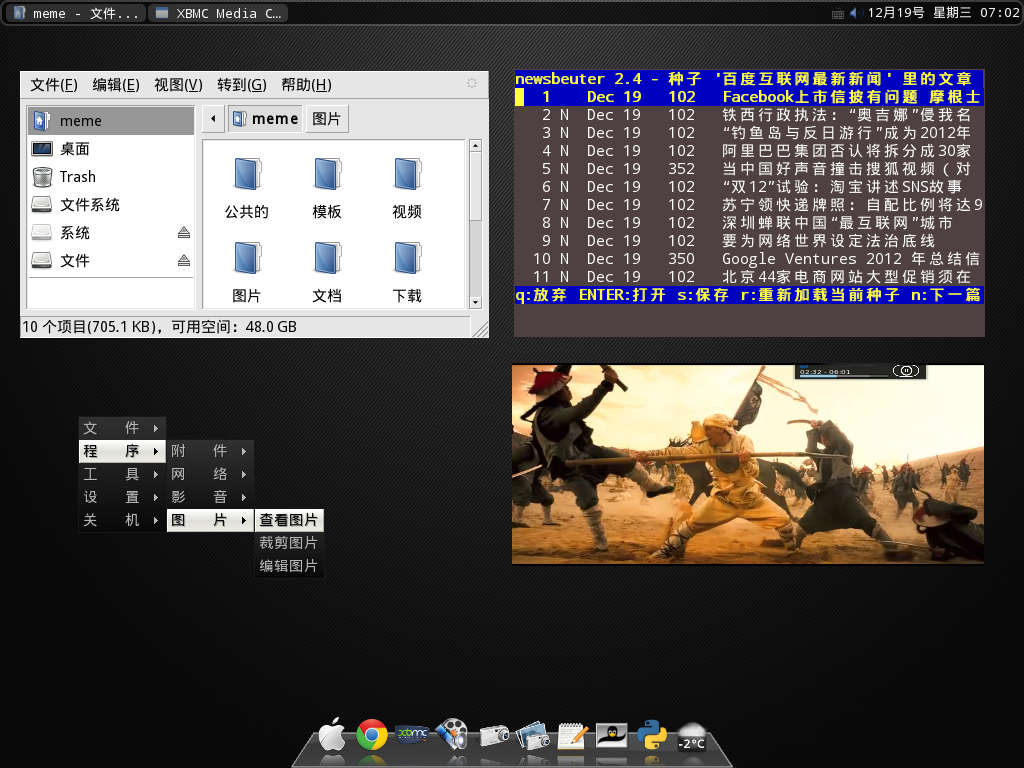 meme - 文件...
XBMC Media C...
12月19号 星期三 07:02
文件(F) 编辑(E) 视图(V) 转到(G) 帮助(H)
meme
桌面
Trash
文件系统
系统
文件
meme 图片
公共的 模板 视频
图片 文档 下载
10 个项目(705.1 KB)，可用空间：48.0 GB
newsbeuter 2.4 - 种子 '百度互联网最新新闻' 里的文章
1 Dec 19 102 Facebook上市信披有问题 摩根士
2 N Dec 19 102 铁西行政执法：“奥吉娜”侵我名
3 N Dec 19 102 “钓鱼岛与反日游行”成为2012年
4 N Dec 19 102 阿里巴巴集团否认将拆分成30家
5 N Dec 19 352 当中国好声音撞击搜狐视频（对
6 N Dec 19 102 “双12”试验：淘宝讲述SNS故事
7 N Dec 19 102 苏宁领快递牌照：自配比例将达9
8 N Dec 19 102 深圳蝉联中国“最互联网”城市
9 N Dec 19 102 要为网络世界设定法治底线
10 N Dec 19 350 Google Ventures 2012 年总结信
11 N Dec 19 102 北京44家电商网站大型促销须在
q:放弃 ENTER:打开 s:保存 r:重新加载当前种子 n:下一篇
02:32 - 06:01
文 件
程 序
工 具
设 置
关 机
附 件
网 络
影 音
图 片
查看图片
裁剪图片
编辑图片
xbmc
-2°C